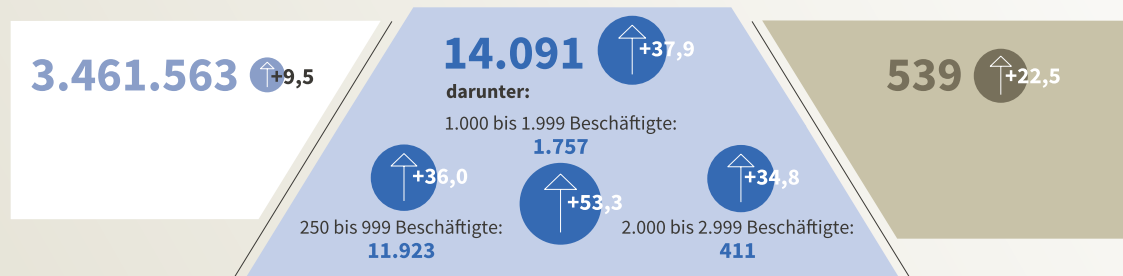 3.461.563 +9,5
14.091 +37,9
darunter:
1.000 bis 1.999 Beschäftigte:
1.757
+53,3
+36,0
250 bis 999 Beschäftigte:
11.923
+34,8
2.000 bis 2.999 Beschäftigte:
411
539 +22,5